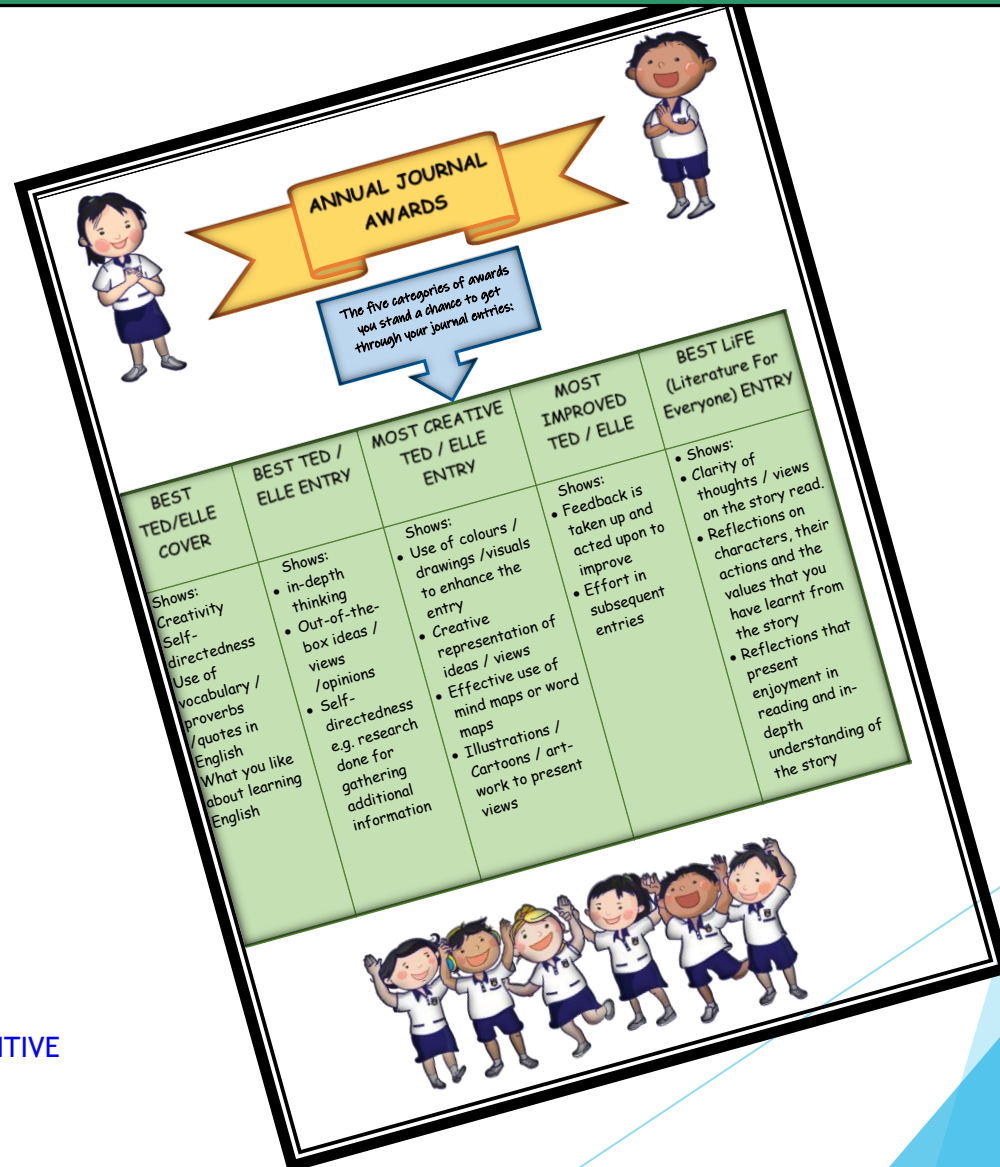 ANNUAL JOURNAL
AWARDS
The five categories of awards
you stand a chance to get
through your journal entries:
BEST
TED/ELLE
COVER
BEST TED /
ELLE ENTRY
MOST CREATIVE
TED / ELLE
ENTRY
MOST
IMPROVED
TED / ELLE
BEST LiFE
(Literature For
Everyone) ENTRY
Shows:
Creativity
Self-
directedness
Use of
vocabulary /
proverbs
/quotes in
English
What you like
about learning
English
Shows:
• in-depth
thinking
• Out-of-the-
box ideas /
views
/opinions
• Self-
directedness
e.g. research
done for
gathering
additional
information
Shows:
• Use of colours /
drawings /visuals
to enhance the
entry
• Creative
representation of
ideas / views
• Effective use of
mind maps or word
maps
• Illustrations /
Cartoons / art-
work to present
views
Shows:
• Feedback is
taken up and
acted upon to
improve
• Effort in
subsequent
entries
• Shows:
• Clarity of
thoughts / views
on the story read.
• Reflections on
characters, their
actions and the
values that you
have learnt from
the story
• Reflections that
present
enjoyment in
reading and in-
depth
understanding of
the story